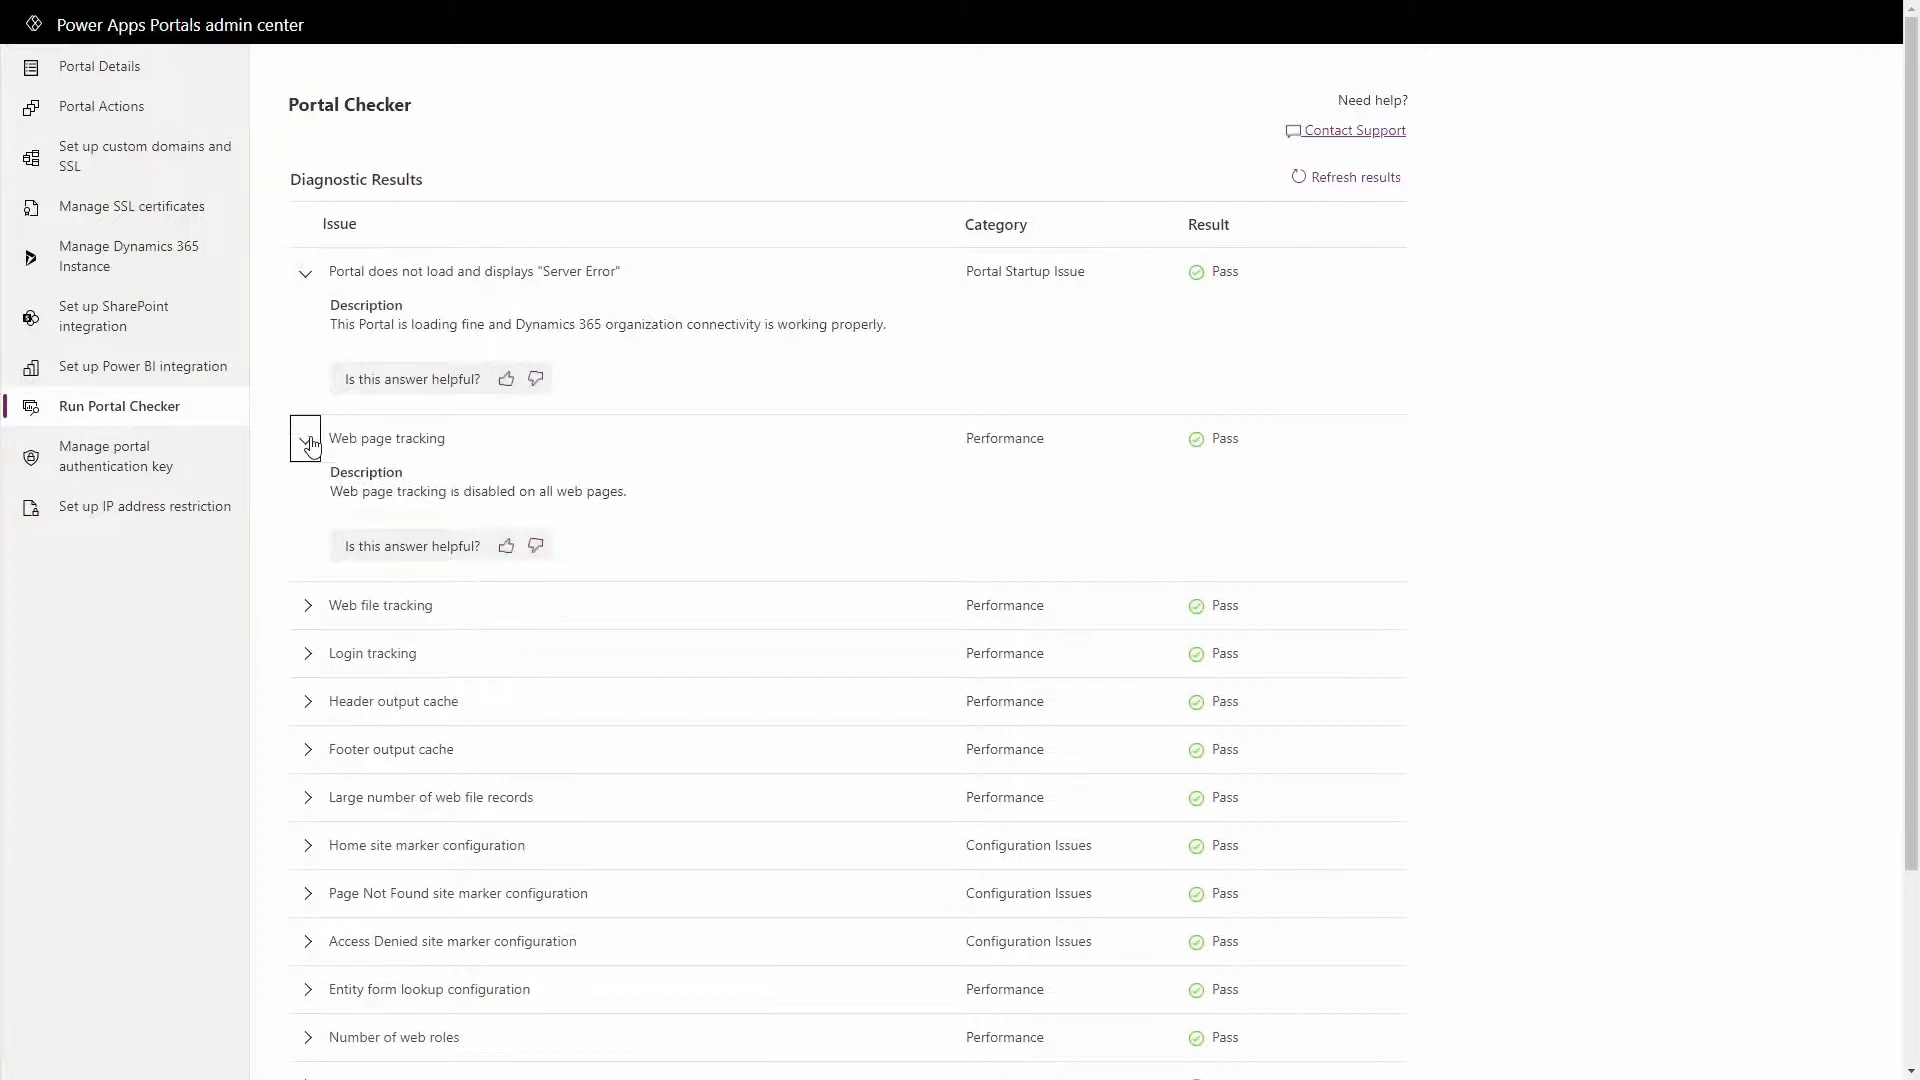 Power Apps Portals admin center
Portal Details
Portal Actions
Set up custom domains and
SSL
Manage SSL certificates
Manage Dynamics 365
Instance
Set up SharePoint
integration
Set up Power BI integration
Run Portal Checker
Manage portal
authentication key
Set up IP address restriction
Portal Checker
Need help?
Contact Support
Diagnostic Results
Refresh results
Issue Category Result
Portal does not load and displays "Server Error" Portal Startup Issue Pass
Description
This Portal is loading fine and Dynamics 365 organization connectivity is working properly.
Is this answer helpful?
Web page tracking Performance Pass
Description
Web page tracking is disabled on all web pages.
Is this answer helpful?
Web file tracking Performance Pass
Login tracking Performance Pass
Header output cache Performance Pass
Footer output cache Performance Pass
Large number of web file records Performance Pass
Home site marker configuration Configuration Issues Pass
Page Not Found site marker configuration Configuration Issues Pass
Access Denied site marker configuration Configuration Issues Pass
Entity form lookup configuration Performance Pass
Number of web roles Performance Pass